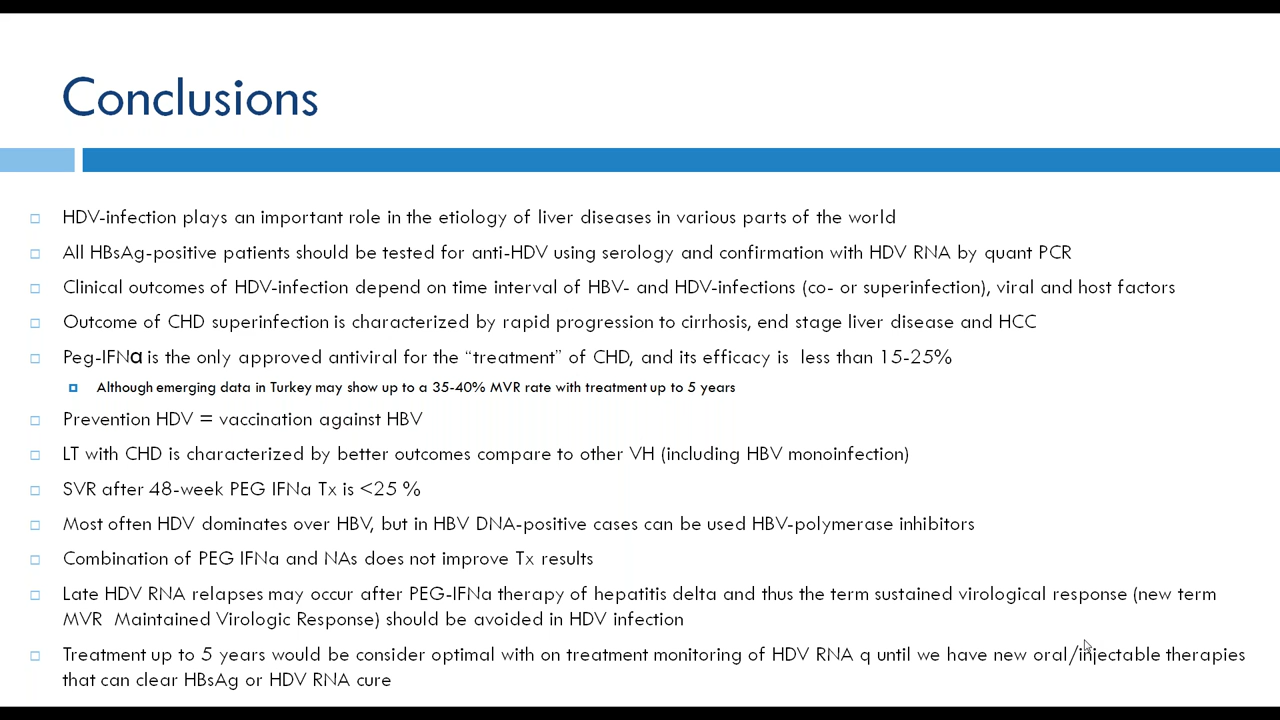 Conclusions
HDV-infection plays an important role in the etiology of liver diseases in various parts of the world
All HBsAg-positive patients should be tested for anti-HDV using serology and confirmation with HDV RNA by quant PCR
Clinical outcomes of HDV-infection depend on time interval of HBV- and HDV-infections (co- or superinfection), viral and host factors
Outcome of CHD superinfection is characterized by rapid progression to cirrhosis, end stage liver disease and HCC
Peg-IFNα is the only approved antiviral for the “treatment” of CHD, and its efficacy is less than 15-25%
Although emerging data in Turkey may show up to a 35-40% MVR rate with treatment up to 5 years
Prevention HDV = vaccination against HBV
LT with CHD is characterized by better outcomes compare to other VH (including HBV monoinfection)
SVR after 48-week PEG IFNa Tx is <25 %
Most often HDV dominates over HBV, but in HBV DNA-positive cases can be used HBV-polymerase inhibitors
Combination of PEG IFNa and NAs does not improve Tx results
Late HDV RNA relapses may occur after PEG-IFNa therapy of hepatitis delta and thus the term sustained virological response (new term
MVR Maintained Virologic Response) should be avoided in HDV infection
Treatment up to 5 years would be consider optimal with on treatment monitoring of HDV RNA q until we have new oral/injectable therapies
that can clear HBsAg or HDV RNA cure